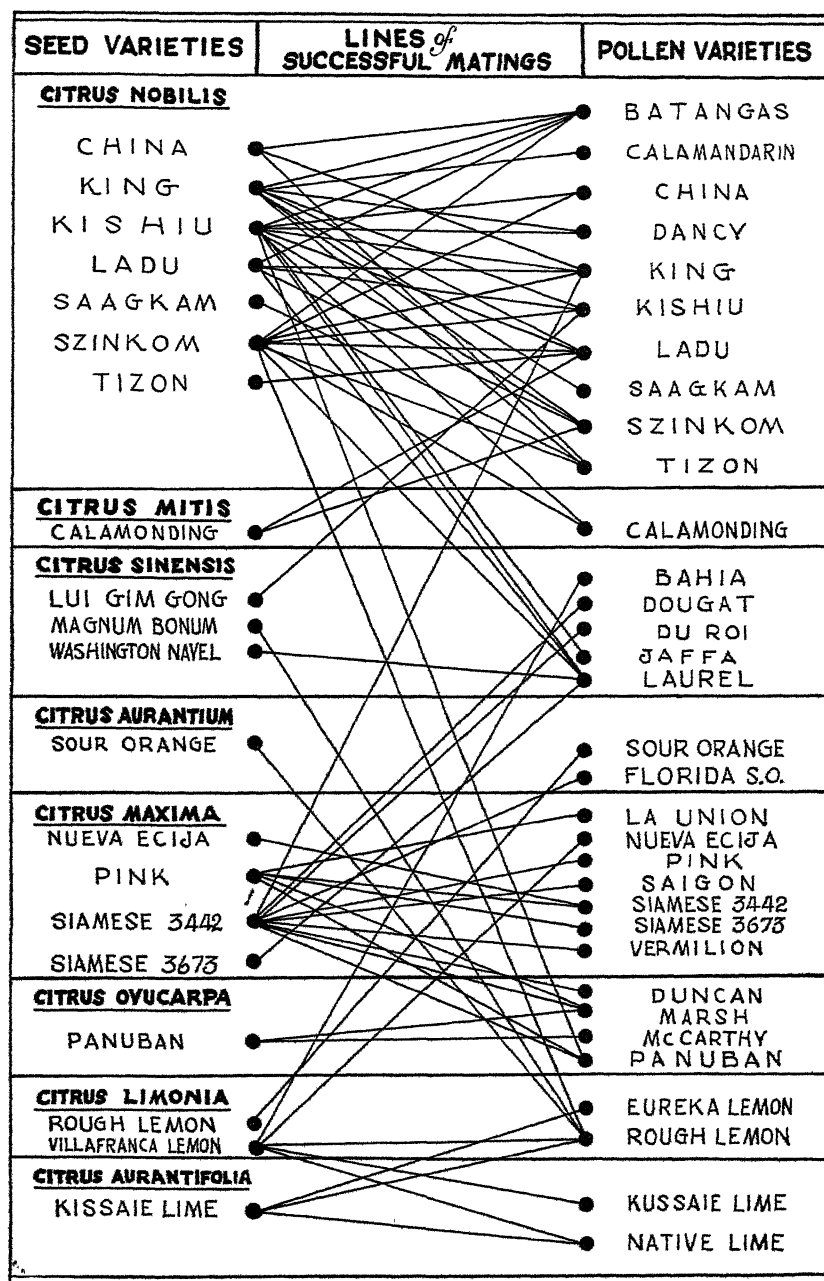 SEED VARIETIES
LINES of
SUCCESSFUL MATINGS
POLLEN VARIETIES
CITRUS NOBILIS
CHINA
KING
KISHIU
LADU
SAAGKAM
SZINKOM
TIZON
BATANGAS
CALAMANDARIN
CHINA
DANCY
KING
KISHIU
LADU
SAAGKAM
SZINKOM
TIZON
CITRUS MITIS
CALAMONDING
CALAMONDING
CITRUS SINENSIS
LUI GIM GONG
MAGNUM BONUM
WASHINGTON NAVEL
BAHIA
DOUGAT
DU ROI
JAFFA
LAUREL
CITRUS AURANTIUM
SOUR ORANGE
SOUR ORANGE
FLORIDA S.O.
CITRUS MAXIMA
NUEVA ECIJA
PINK
SIAMESE 3442
SIAMESE 3673
LA UNION
NUEVA ECIJA
PINK
SAIGON
SIAMESE 3442
SIAMESE 3673
VERMILION
CITRUS OVUCARPA
PANUBAN
DUNCAN
MARSH
McCARTHY
PANUBAN
CITRUS LIMONIA
ROUGH LEMON
VILLAFRANCA LEMON
EUREKA LEMON
ROUGH LEMON
CITRUS AURANTIFOLIA
KISSAIE LIME
KUSSAIE LIME
NATIVE LIME